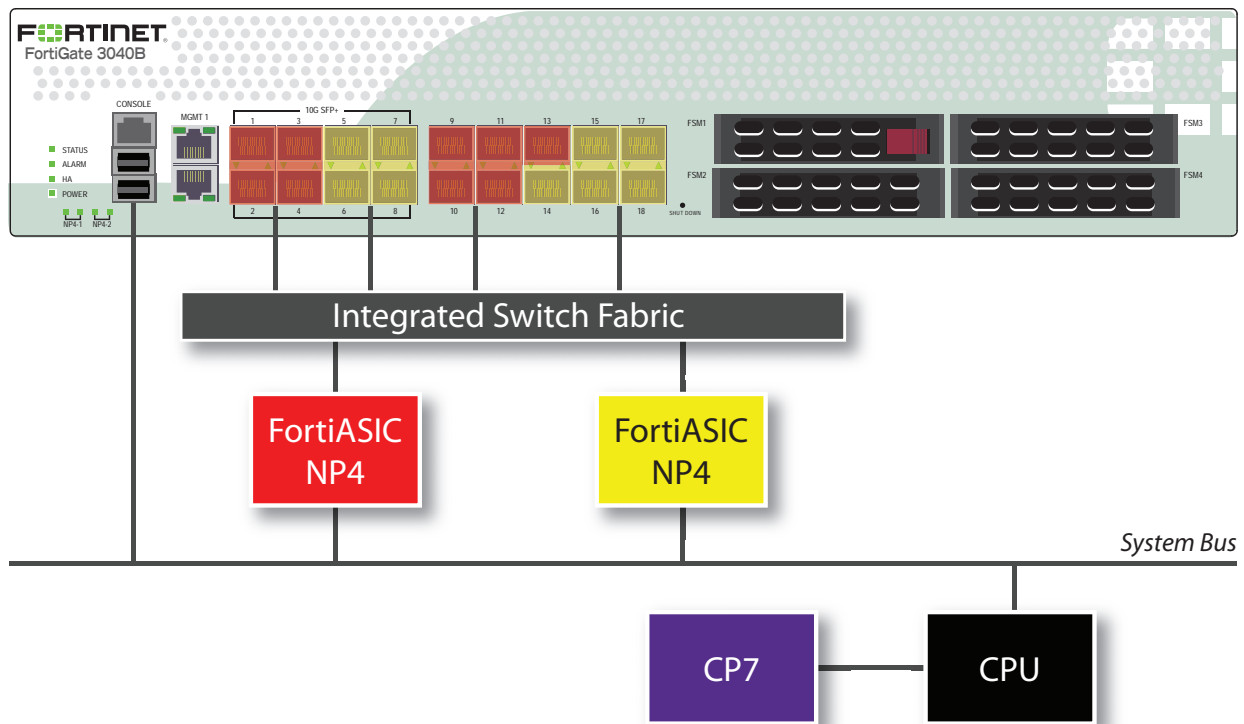 FORTINET
FortiGate 3040B
CONSOLE
MGMT 1
10G SFP+
1 3 5 7
9 11 13 15 17
FSM1
FSM3
STATUS
ALARM
HA
POWER
FSM2
FSM4
2 4 6 8
10 12 14 16 18
SHUT DOWN
NP4-1 NP4-2
Integrated Switch Fabric
FortiASIC
NP4
FortiASIC
NP4
System Bus
CP7
CPU